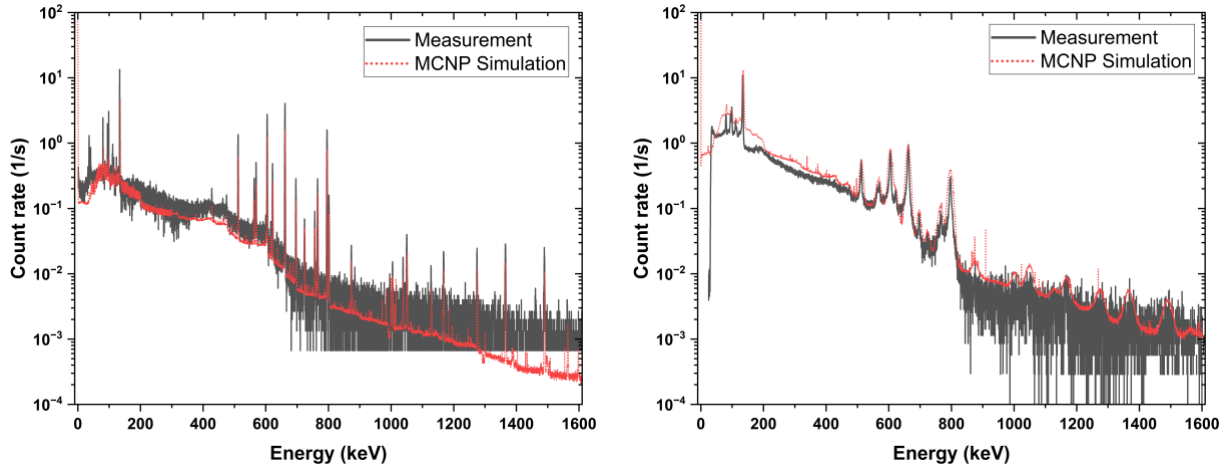 10²
10¹
10⁰
10⁻¹
10⁻²
10⁻³
10⁻⁴
Count rate (1/s)
Measurement
MCNP Simulation
0 200 400 600 800 1000 1200 1400 1600
Energy (keV)
10²
10¹
10⁰
10⁻¹
10⁻²
10⁻³
10⁻⁴
Count rate (1/s)
Measurement
MCNP Simulation
0 200 400 600 800 1000 1200 1400 1600
Energy (keV)